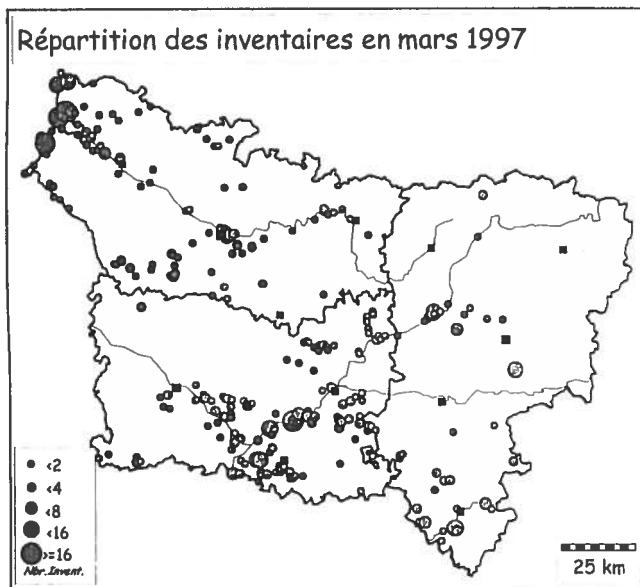 Répartition des inventaires en mars 1997
<2
<4
<8
<16
>=16
Nbr. Invent.
25 km